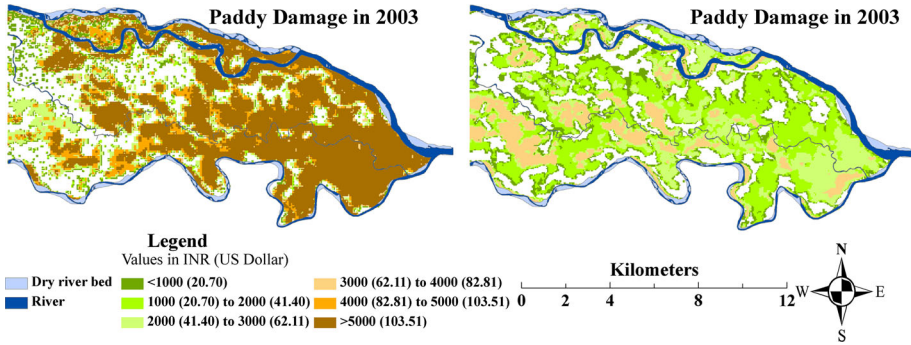 Paddy Damage in 2003
Paddy Damage in 2003
Legend
Values in INR (US Dollar)
Dry river bed
River
<1000 (20.70)
1000 (20.70) to 2000 (41.40)
2000 (41.40) to 3000 (62.11)
3000 (62.11) to 4000 (82.81)
4000 (82.81) to 5000 (103.51)
>5000 (103.51)
Kilometers
0 2 4 6 8 10 12
N
W E
S